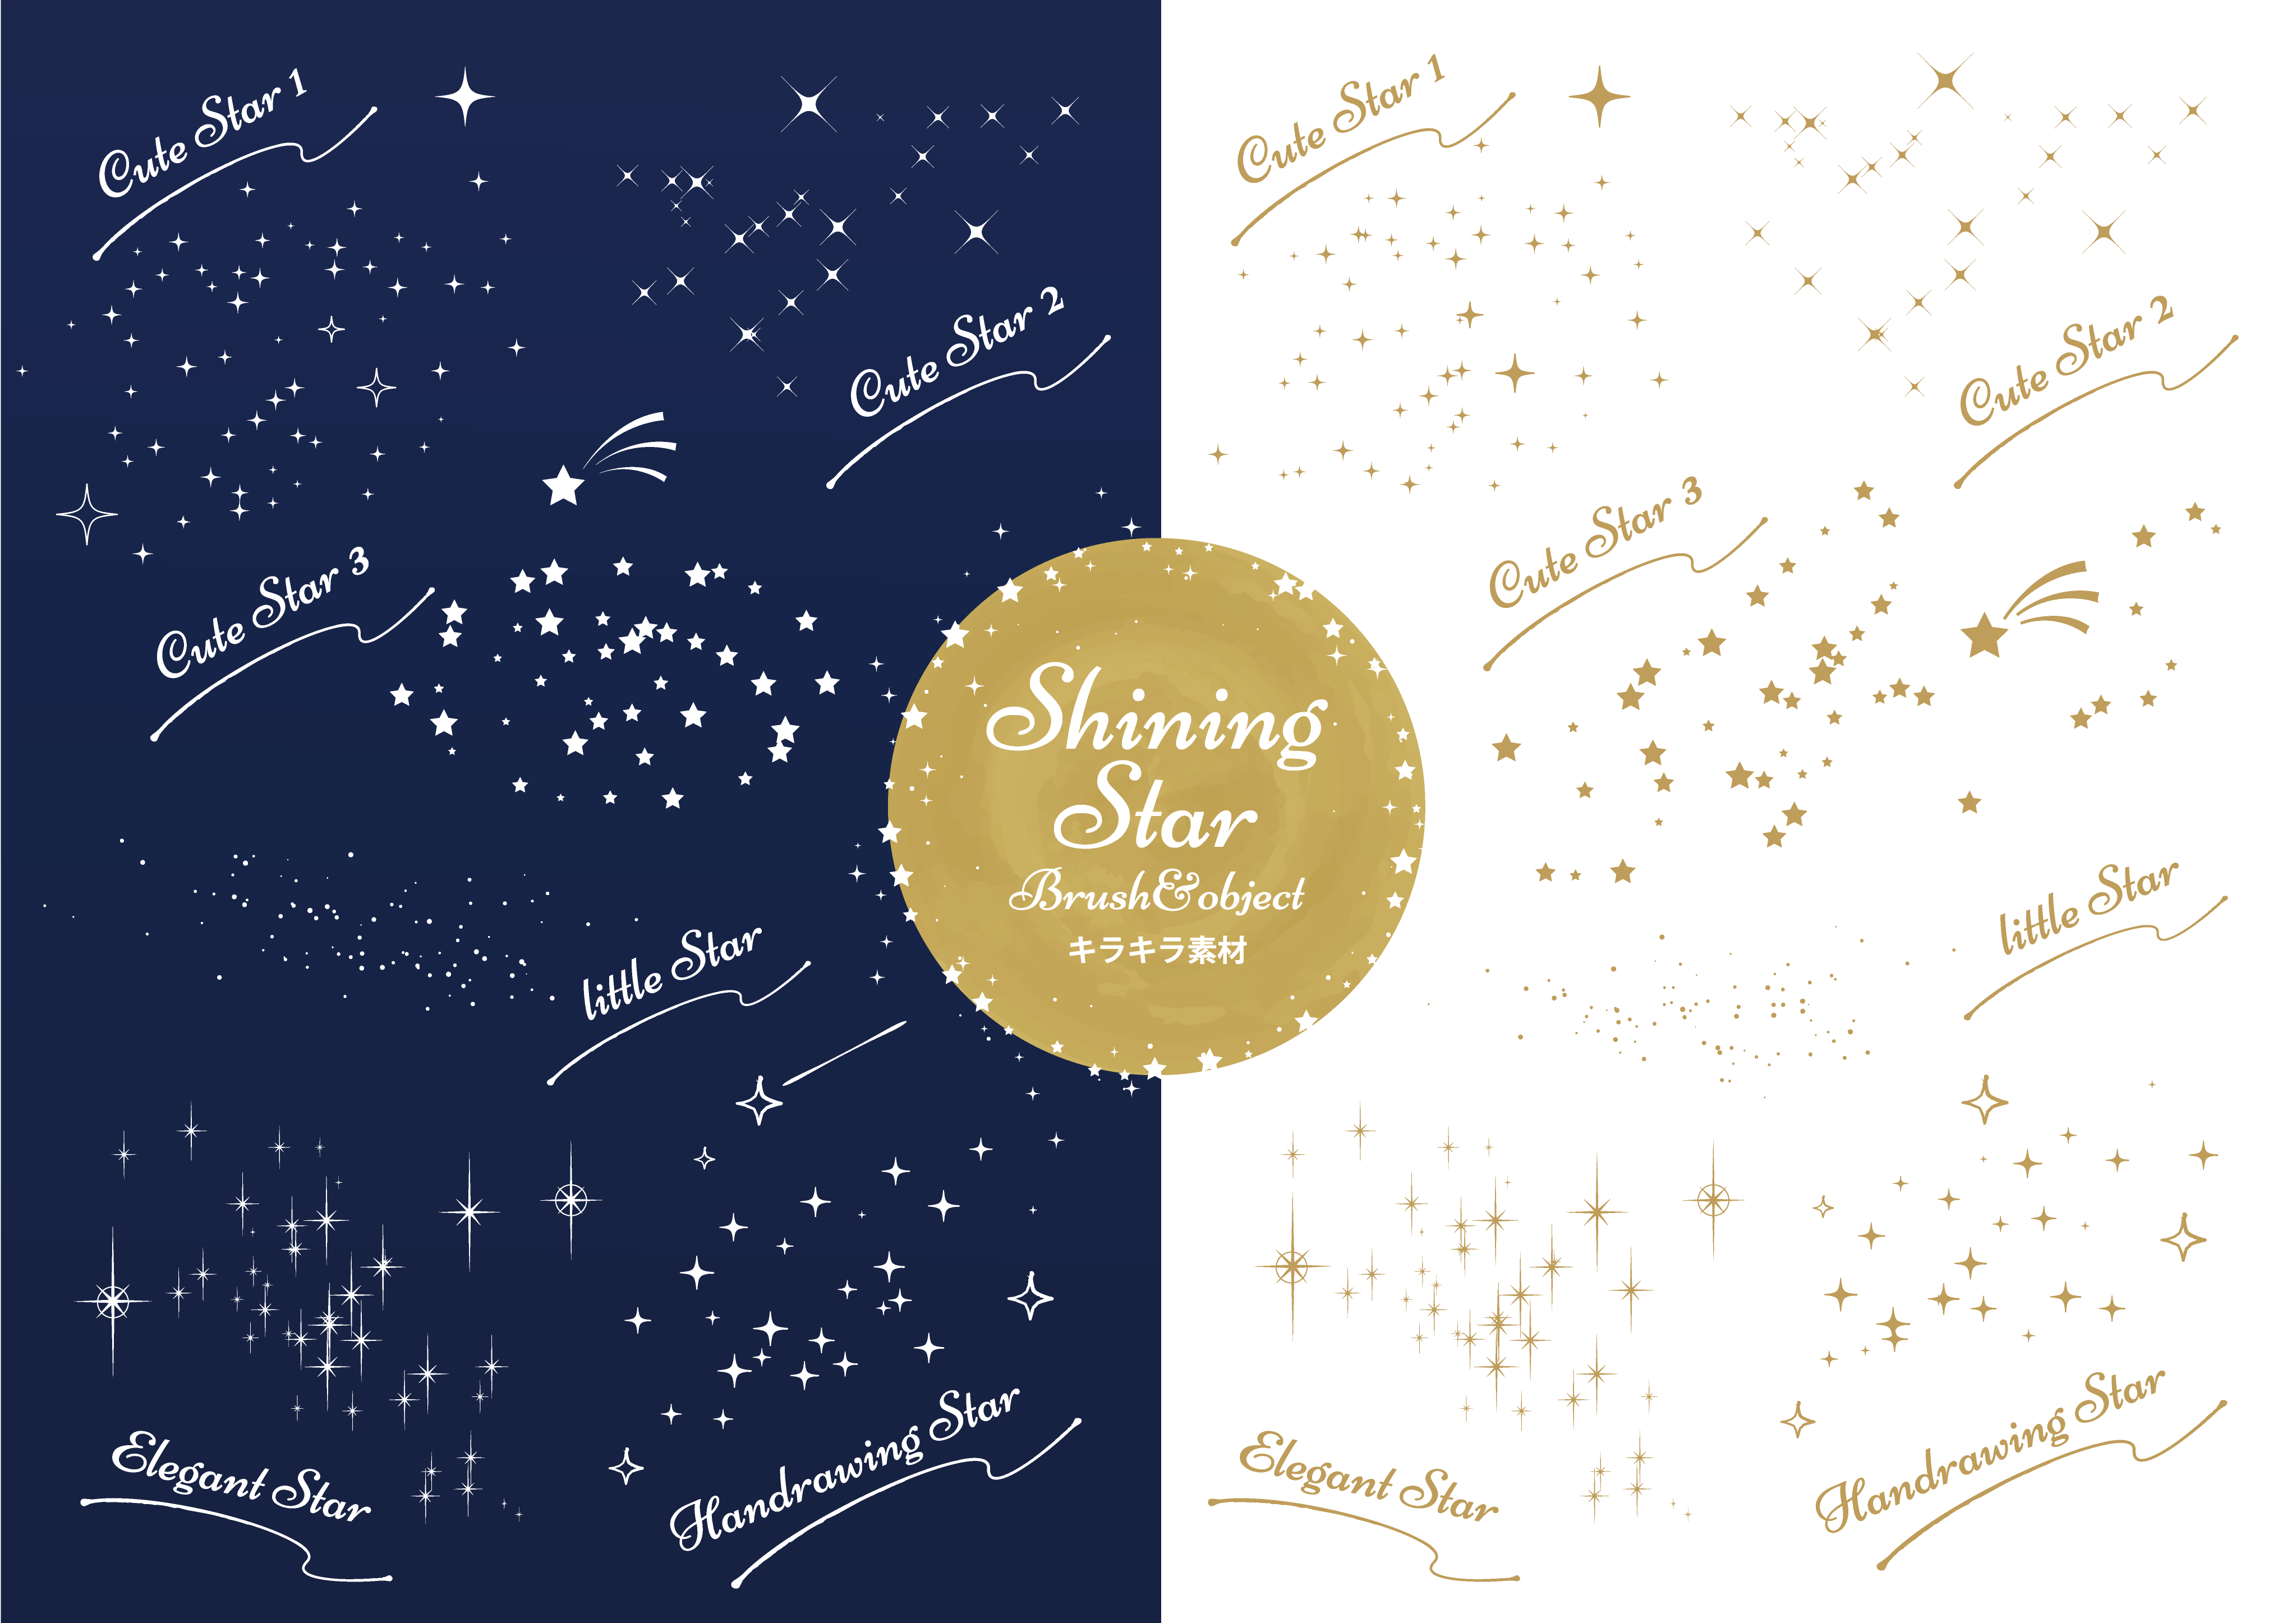 Cute Star 1
Cute Star 2
Cute Star 3
little Star
Elegant Star
Handrawing Star
Shining
Star
Brush&object
キラキラ素材
Cute Star 1
Cute Star 2
Cute Star 3
little Star
Elegant Star
Handrawing Star